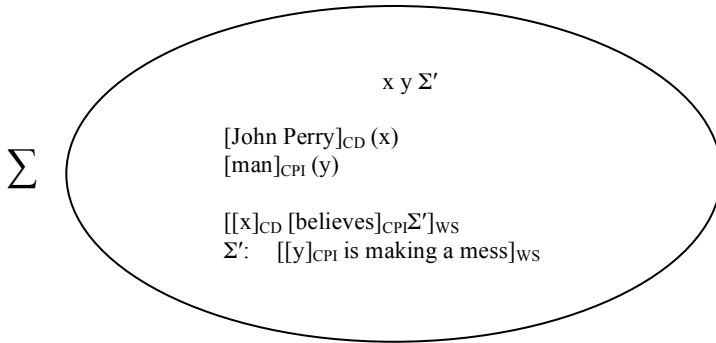 x y Σ′
[John Perry]CD (x)
[man]CPI (y)
∑
[[x]CD [believes]CPIΣ′]WS
Σ′: [[y]CPI is making a mess]WS